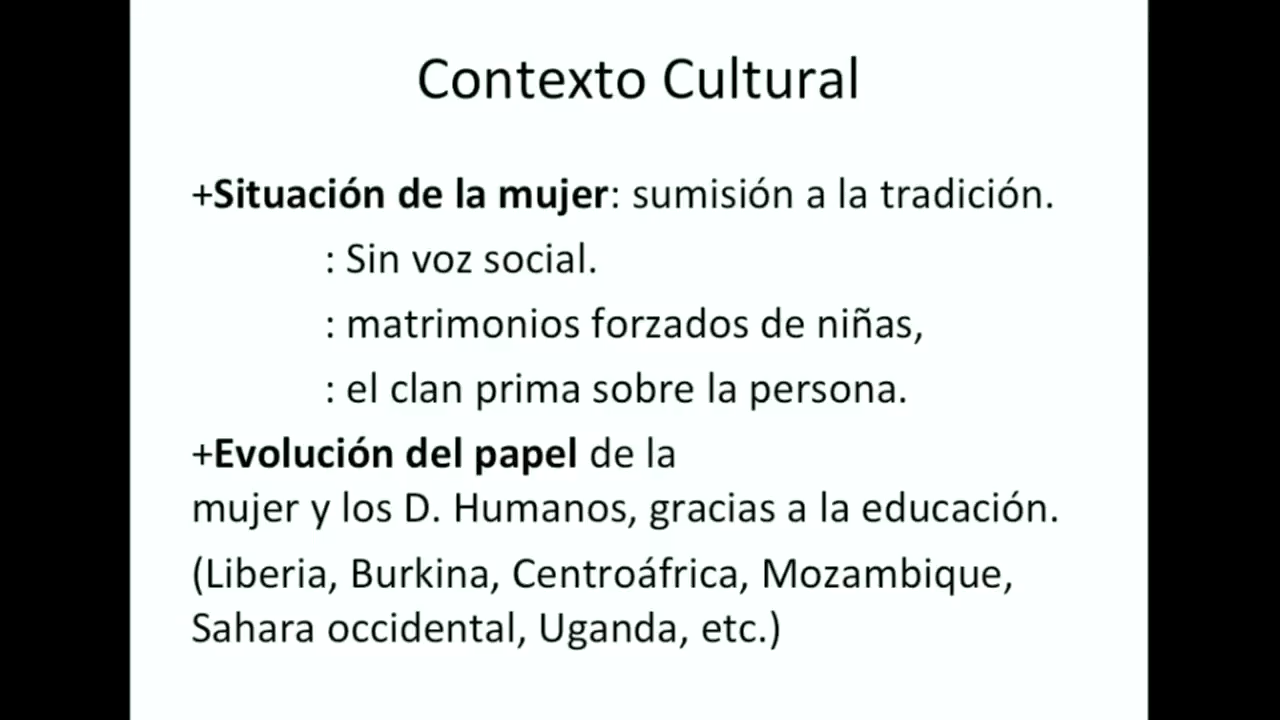 Contexto Cultural
+Situación de la mujer: sumisión a la tradición.
: Sin voz social.
: matrimonios forzados de niñas,
: el clan prima sobre la persona.
+Evolución del papel de la
mujer y los D. Humanos, gracias a la educación.
(Liberia, Burkina, Centroáfrica, Mozambique,
Sahara occidental, Uganda, etc.)